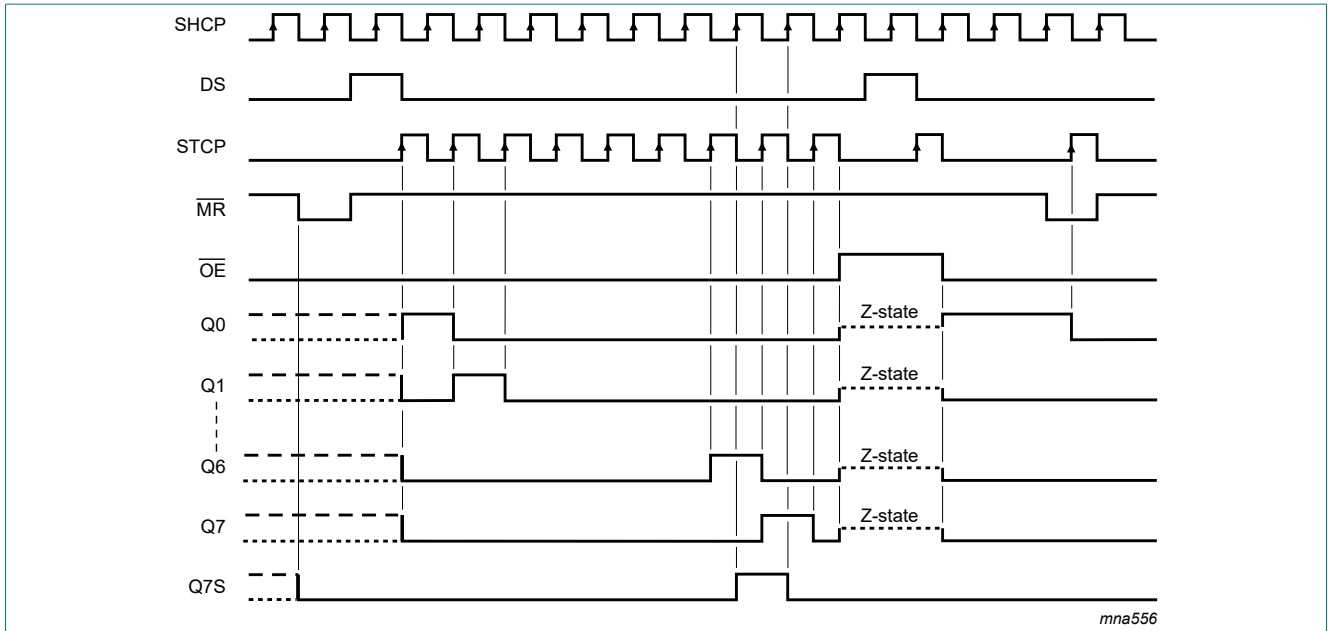 SHCP
DS
STCP
MR
OE
Q0
Z-state
Q1
Z-state
Q6
Z-state
Q7
Z-state
Q7S
mna556